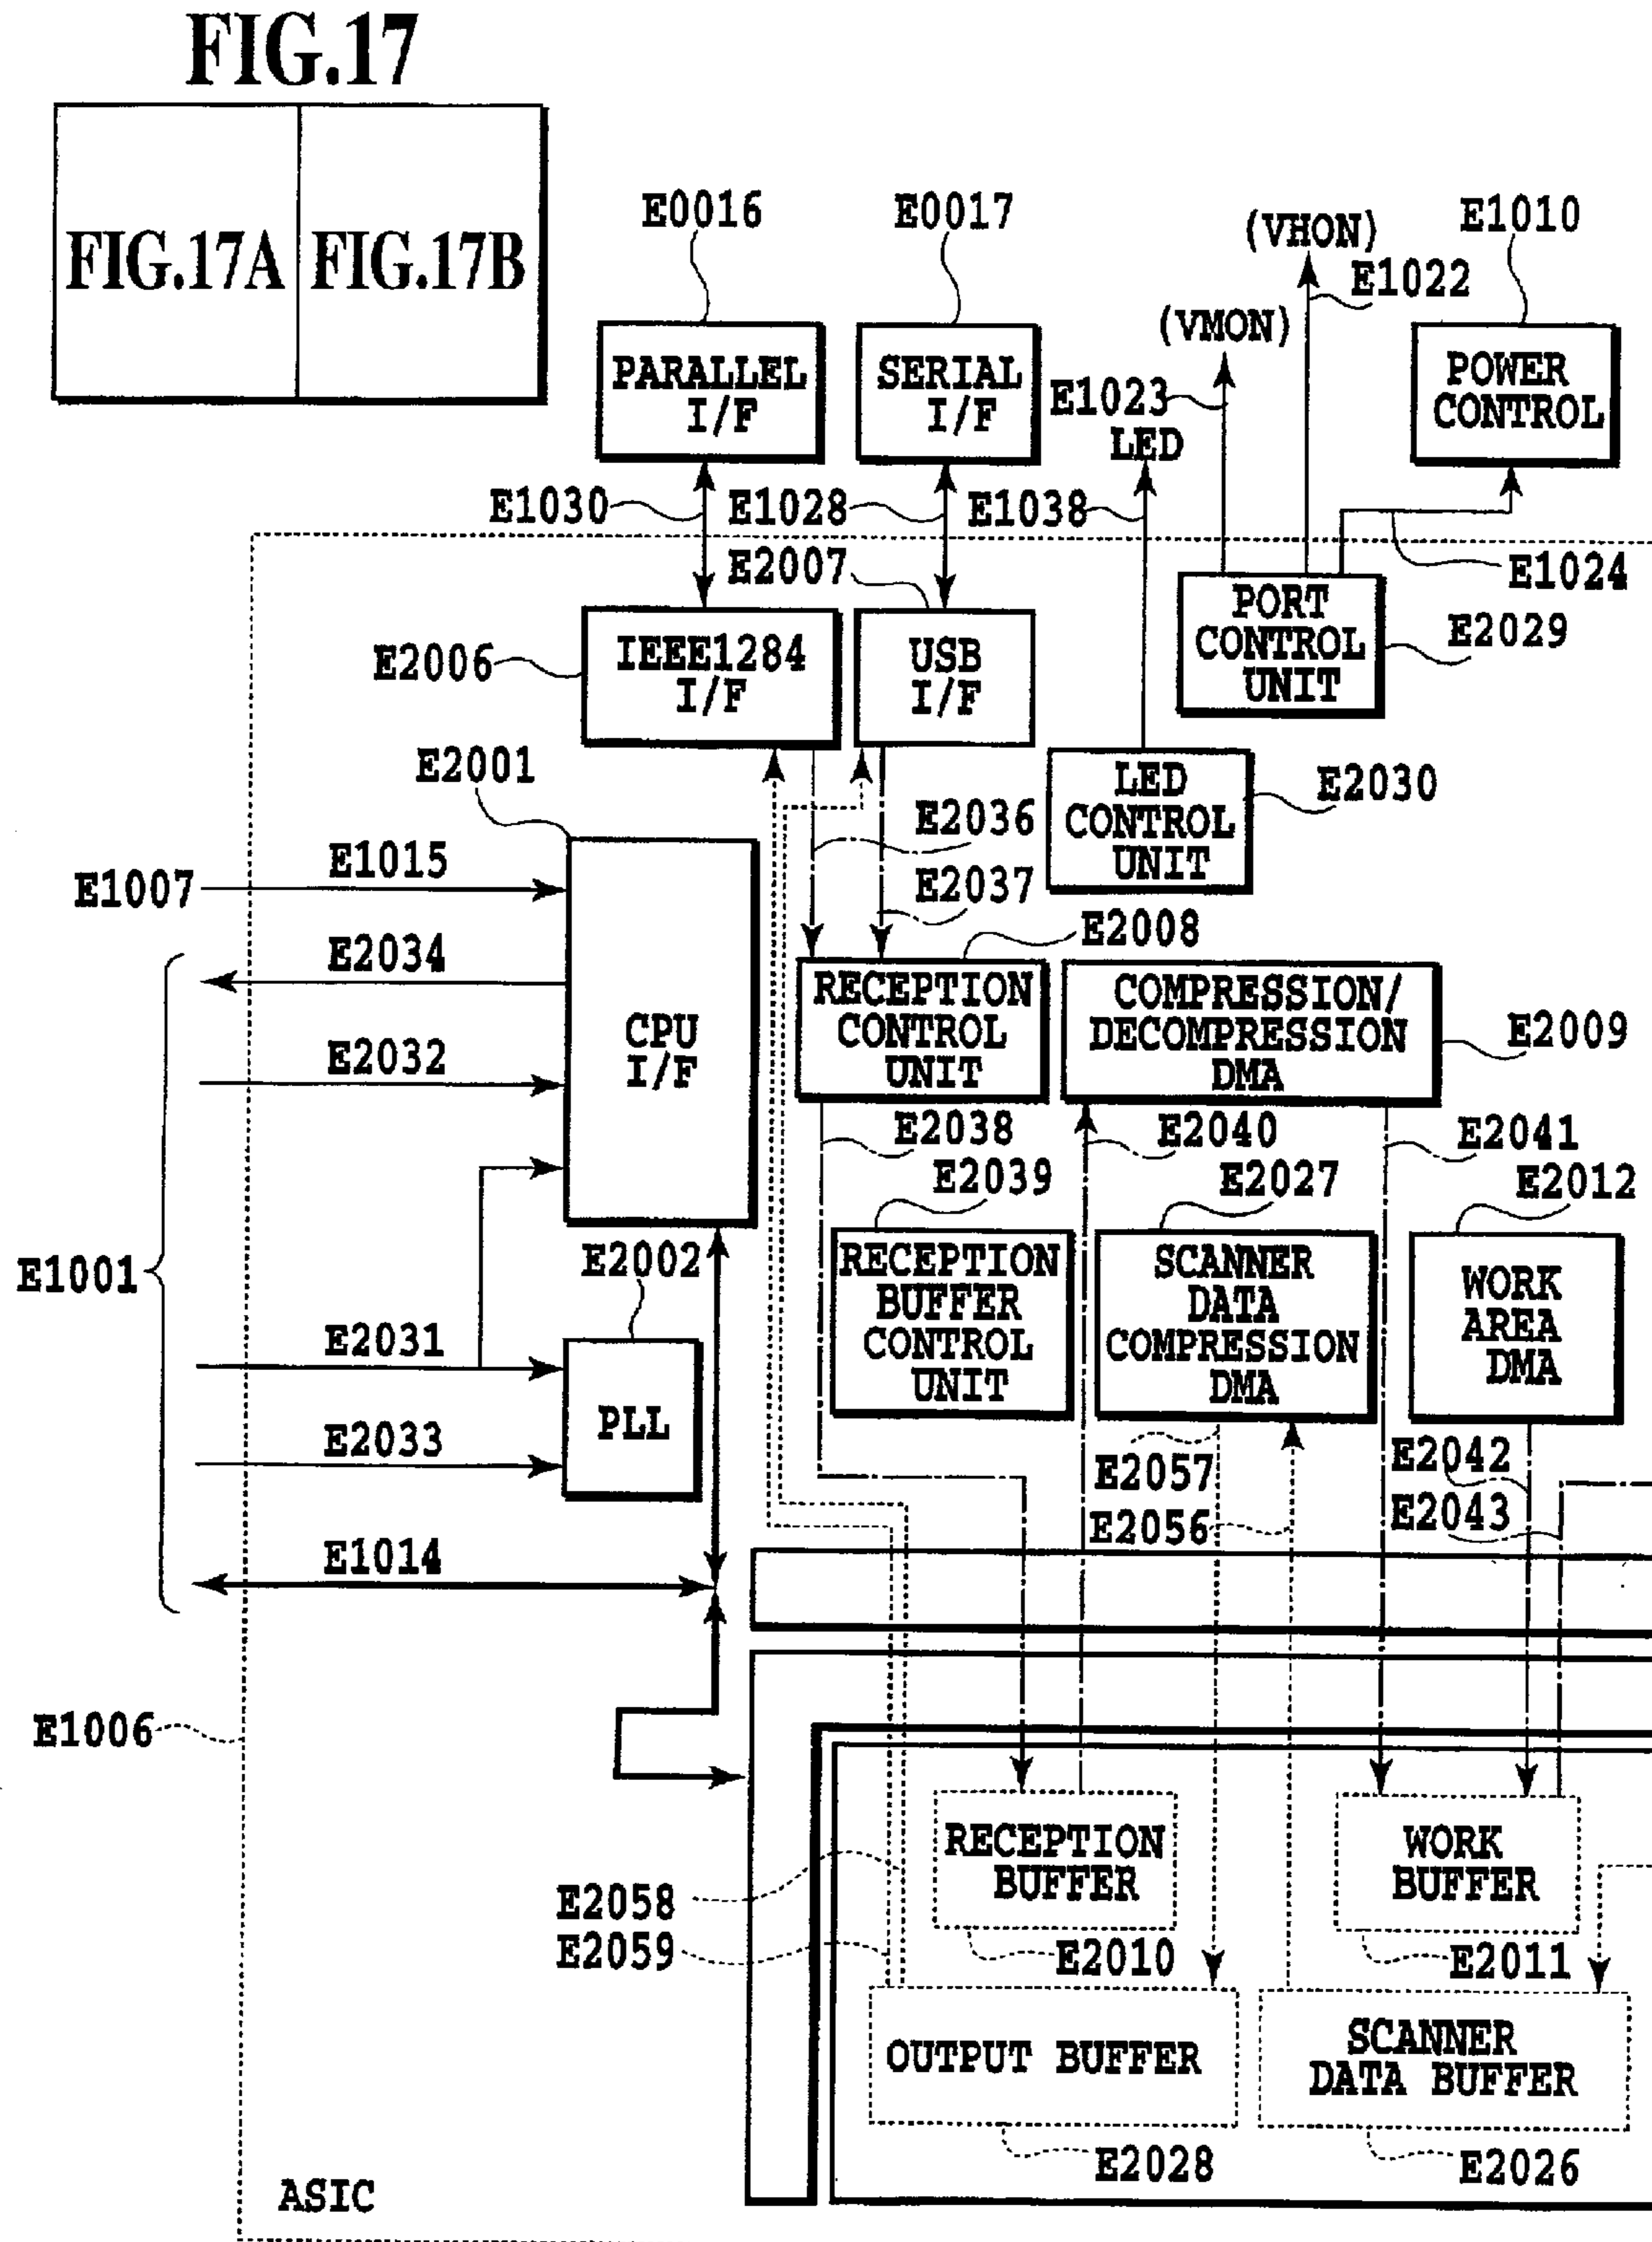 FIG.17
FIG.17A
FIG.17B
E0016
E0017
(VHON)
E1022
E1010
(VMON)
PARALLEL
I/F
SERIAL
I/F
E1023
LED
POWER
CONTROL
E1030
E1028
E1038
E2007
E1024
E2006
IEEE1284
I/F
USB
I/F
PORT
CONTROL
UNIT
E2029
E2001
LED
CONTROL
UNIT
E2030
E2036
E2037
E1007
E1015
E2034
E2032
CPU
I/F
E2008
RECEPTION
CONTROL
UNIT
COMPRESSION/
DECOMPRESSION
DMA
E2009
E2038
E2040
E2041
E2039
E2027
E2012
E1001
E2002
RECEPTION
BUFFER
CONTROL
UNIT
SCANNER
DATA
COMPRESSION
DMA
WORK
AREA
DMA
E2031
PLL
E2033
E2057
E2042
E2056
E2043
E1014
E1006
RECEPTION
BUFFER
WORK
BUFFER
E2058
E2059
E2010
E2011
OUTPUT BUFFER
SCANNER
DATA BUFFER
E2028
E2026
ASIC